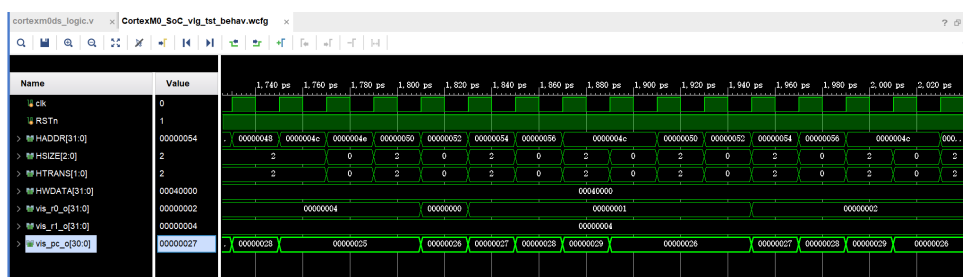 cortexm0ds_logic.v × CortexM0_SoC_vlg_tst_behav.wcfg ×
?
Name Value
1,740 ps 1,760 ps 1,780 ps 1,800 ps 1,820 ps 1,840 ps 1,860 ps 1,880 ps 1,900 ps 1,920 ps 1,940 ps 1,960 ps 1,980 ps 2,000 ps 2,020 ps
clk 0
RSTn 1
HADDR[31:0] 00000054 00000048 0000004c 0000004e 00000050 00000052 00000054 00000056 0000004c 00000050 00000052 00000054 00000056 0000004c 000...
HSIZE[2:0] 2 2 0 2 0 2 0 2 0 2 0 2 0 2 0 2
HTRANS[1:0] 2 2 0 2 0 2 0 2 0 2 0 2 0 2 0 2
HWDATA[31:0] 00040000 00040000
vis_r0_o[31:0] 00000002 00000004 00000000 00000001 00000002
vis_r1_o[31:0] 00000004 00000004
vis_pc_o[30:0] 00000027 00000028 00000025 00000026 00000027 00000028 00000029 00000026 00000027 00000028 00000029 00000026